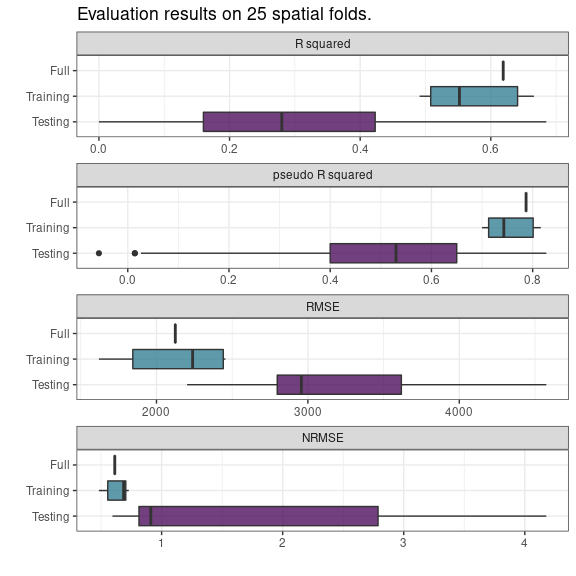 Evaluation results on 25 spatial folds.
R squared
Full
Training
Testing
0.0 0.2 0.4 0.6
pseudo R squared
Full
Training
Testing
0.0 0.2 0.4 0.6 0.8
RMSE
Full
Training
Testing
2000 3000 4000
NRMSE
Full
Training
Testing
1 2 3 4